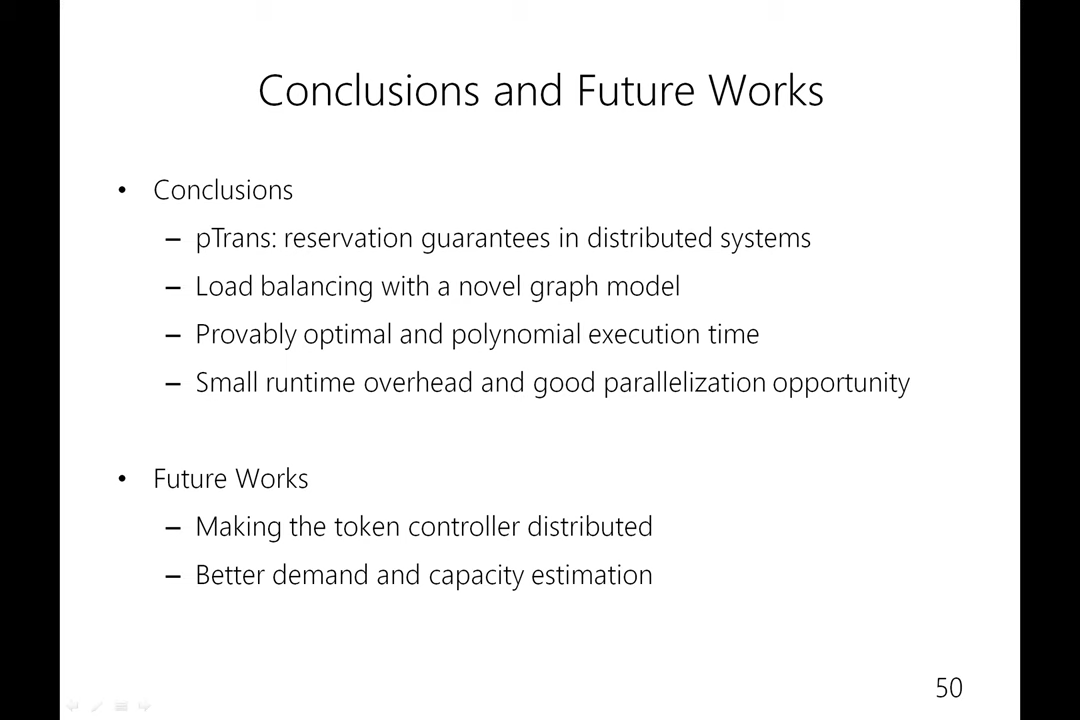 Conclusions and Future Works
• Conclusions
– pTrans: reservation guarantees in distributed systems
– Load balancing with a novel graph model
– Provably optimal and polynomial execution time
– Small runtime overhead and good parallelization opportunity
• Future Works
– Making the token controller distributed
– Better demand and capacity estimation
50